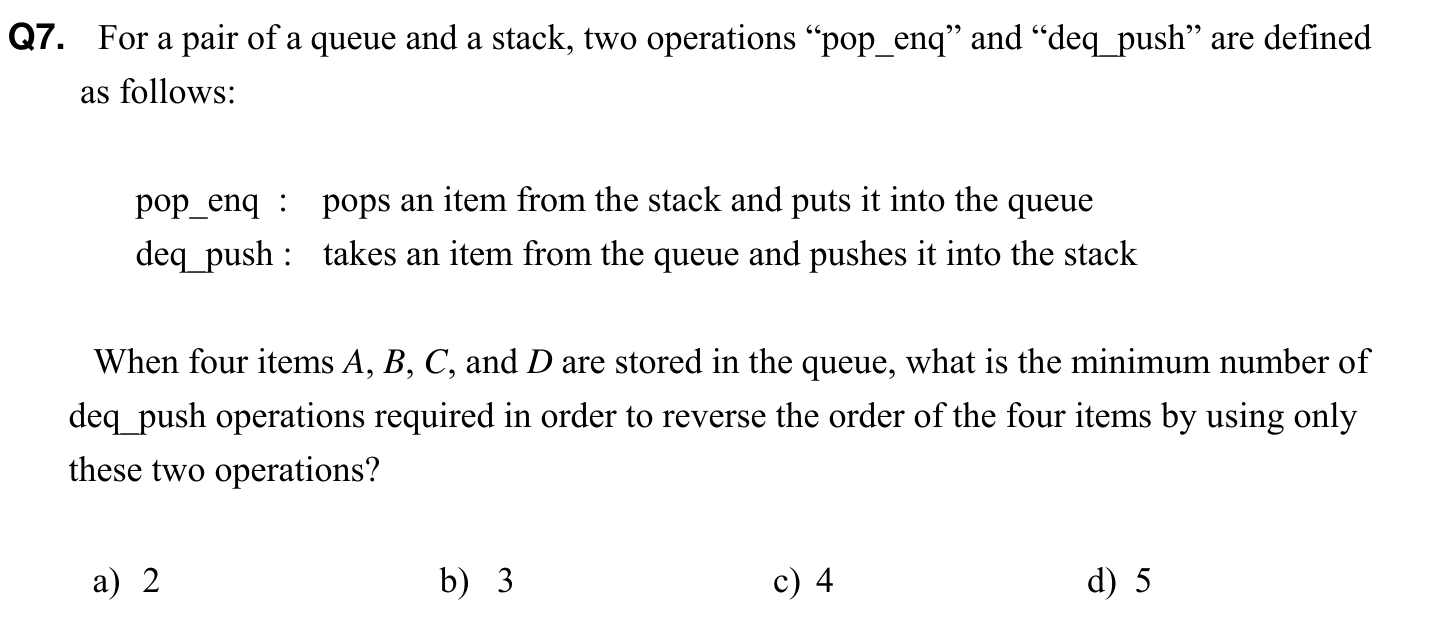 Q7. For a pair of a queue and a stack, two operations “pop_enq” and “deq_push” are defined
as follows:
pop_enq : pops an item from the stack and puts it into the queue
deq_push : takes an item from the queue and pushes it into the stack
When four items A, B, C, and D are stored in the queue, what is the minimum number of
deq_push operations required in order to reverse the order of the four items by using only
these two operations?
a) 2 b) 3 c) 4 d) 5